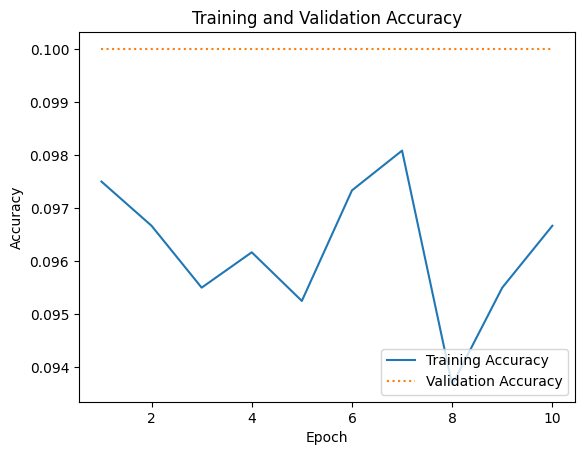 Training and Validation Accuracy
0.100
0.099
0.098
0.097
0.096
0.095
0.094
Accuracy
Training Accuracy
Validation Accuracy
2
4
6
8
10
Epoch